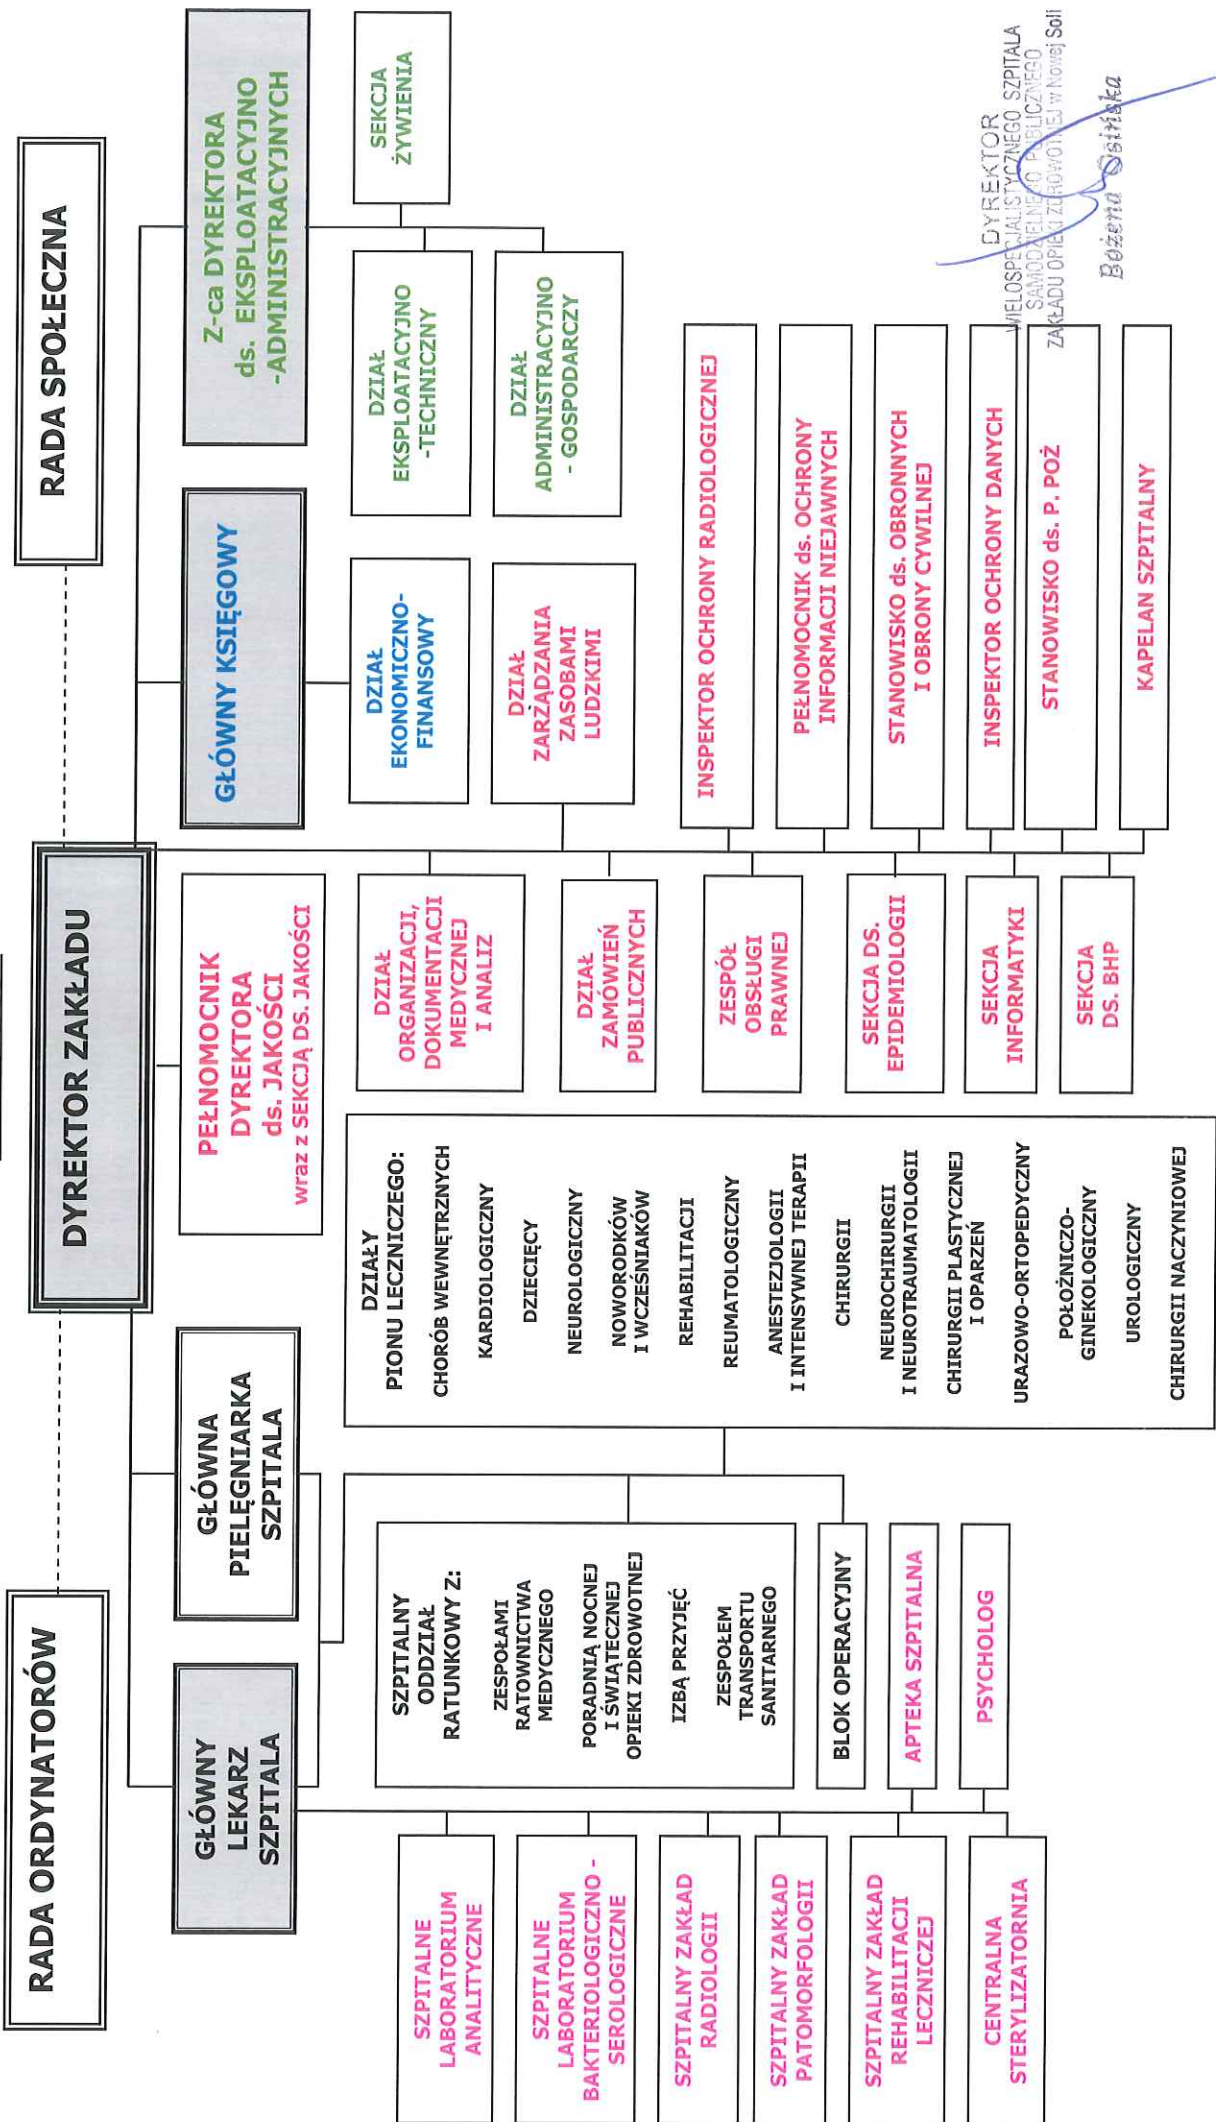 RADA ORDYNATORÓW
DYREKTOR ZAKŁADU
RADA SPOŁECZNA
GŁÓWNY
LEKARZ
SZPITALA
GŁÓWNA
PIELĘGNIARKA
SZPITALA
PEŁNOMOCNIK
DYREKTORA
ds. JAKOŚCI
wraz z SEKCJĄ DS. JAKOŚCI
GŁÓWNY KSIĘGOWY
Z-ca DYREKTORA
ds. EKSPLOATACYJNO
-ADMINISTRACYJNYCH
SZPITALNE
LABORATORIUM
ANALITYCZNE
SZPITALNE
LABORATORIUM
BAKTERIOLOGICZNO -
SEROLOGICZNE
SZPITALNY ZAKŁAD
RADIOLOGII
SZPITALNY ZAKŁAD
PATOMORFOLOGII
SZPITALNY ZAKŁAD
REHABILITACJI
LECZNICZEJ
CENTRALNA
STERYLIZATORNIA
SZPITALNY
ODDZIAŁ
RATUNKOWY Z:
ZESPOŁAMI
RATOWNICTWA
MEDYCZNEGO
PORADNIĄ NOCNEJ
I ŚWIĄTECZNEJ
OPIEKI ZDROWOTNEJ
IZBĄ PRZYJĘĆ
ZESPOŁEM
TRANSPORTU
SANITARNEGO
BLOK OPERACYJNY
APTEKA SZPITALNA
PSYCHOLOG
DZIAŁY
PIONU LECZNICZEGO:
CHORÓB WEWNĘTRZNYCH
KARDIOLOGICZNY
DZIECIĘCY
NEUROLOGICZNY
NOWORODKÓW
I WCZEŚNIAKÓW
REHABILITACJI
REUMATOLOGICZNY
ANESTEZJOLOGII
I INTENSYWNEJ TERAPII
CHIRURGII
NEUROCHIRURGII
I NEUROTRAUMATOLOGII
CHIRURGII PLASTYCZNEJ
I OPARZEŃ
URAZOWO-ORTOPEDYCZNY
POŁOŻNICZO-
GINEKOLOGICZNY
UROLOGICZNY
CHIRURGII NACZYNIOWEJ
DZIAŁ
ORGANIZACJI,
DOKUMENTACJI
MEDYCZNEJ
I ANALIZ
DZIAŁ
ZAMÓWIEŃ
PUBLICZNYCH
ZESPÓŁ
OBSŁUGI
PRAWNEJ
SEKCJA DS.
EPIDEMIOLOGII
SEKCJA
INFORMATYKI
SEKCJA
DS. BHP
DZIAŁ
EKONOMICZNO-
FINANSOWY
DZIAŁ
ZARZĄDZANIA
ZASOBAMI
LUDZKIMI
INSPEKTOR OCHRONY RADIOLOGICZNEJ
PEŁNOMOCNIK ds. OCHRONY
INFORMACJI NIEJAWNYCH
STANOWISKO ds. OBRONNYCH
I OBRONY CYWILNEJ
INSPEKTOR OCHRONY DANYCH
STANOWISKO ds. P. POŻ
KAPELAN SZPITALNY
DZIAŁ
EKSPLOATACYJNO
-TECHNICZNY
DZIAŁ
ADMINISTRACYJNO
- GOSPODARCZY
SEKCJA
ŻYWIENIA
DYREKTOR
WIELOSPECJALISTYCZNEGO SZPITALA
SAMODZIELNEGO PUBLICZNEGO
ZAKŁADU OPIEKI ZDROWOTNEJ w Nowej Soli
Bożena Osińska